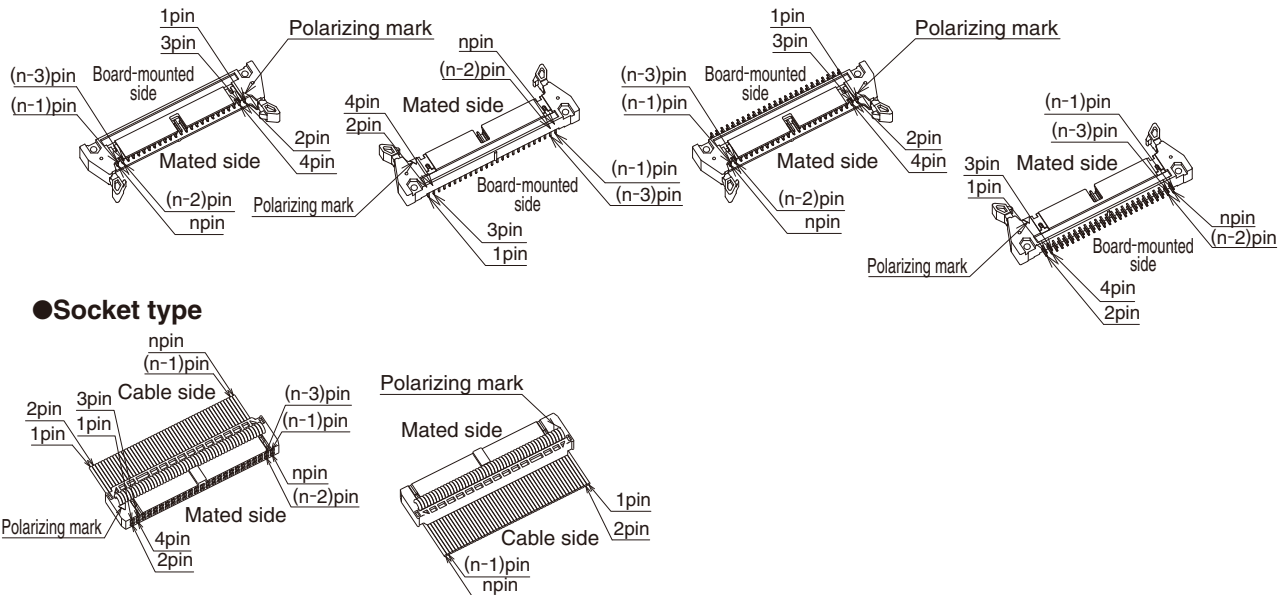 1pin
3pin
Polarizing mark
(n-3)pin
(n-1)pin
Board-mounted
side
Mated side
2pin
4pin
(n-2)pin
npin
npin
(n-2)pin
4pin
2pin
Mated side
Polarizing mark
Board-mounted
side
(n-1)pin
(n-3)pin
3pin
1pin
1pin
3pin
Polarizing mark
(n-3)pin
(n-1)pin
Board-mounted
side
Mated side
2pin
4pin
(n-2)pin
npin
(n-1)pin
(n-3)pin
3pin
1pin
Mated side
Polarizing mark
Board-mounted
side
npin
(n-2)pin
4pin
2pin
●Socket type
npin
(n-1)pin
Cable side
2pin
1pin
3pin
1pin
(n-3)pin
(n-1)pin
npin
(n-2)pin
Mated side
Polarizing mark
4pin
2pin
Polarizing mark
Mated side
1pin
2pin
Cable side
(n-1)pin
npin